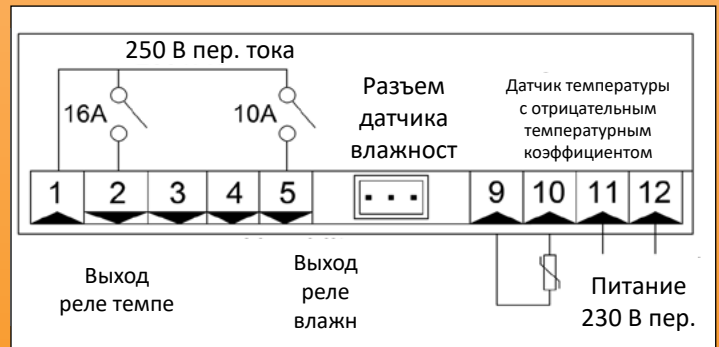 250 В пер. тока
16A
10A
Разъем
датчика
влажност
Датчик температуры
с отрицательным
температурным
коэффициентом
1 2 3 4 5 9 10 11 12
Выход
реле темпе
Выход
реле
влажн
Питание
230 В пер.